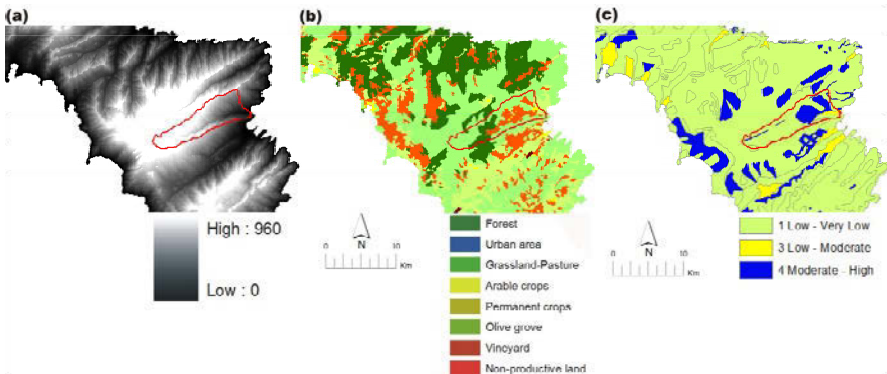 (a)
High : 960
Low : 0
(b)
0 10
N
Km
Forest
Urban area
Grassland-Pasture
Arable crops
Permanent crops
Olive grove
Vineyard
Non-productive land
(c)
0 10
N
Km
1 Low - Very Low
3 Low - Moderate
4 Moderate - High